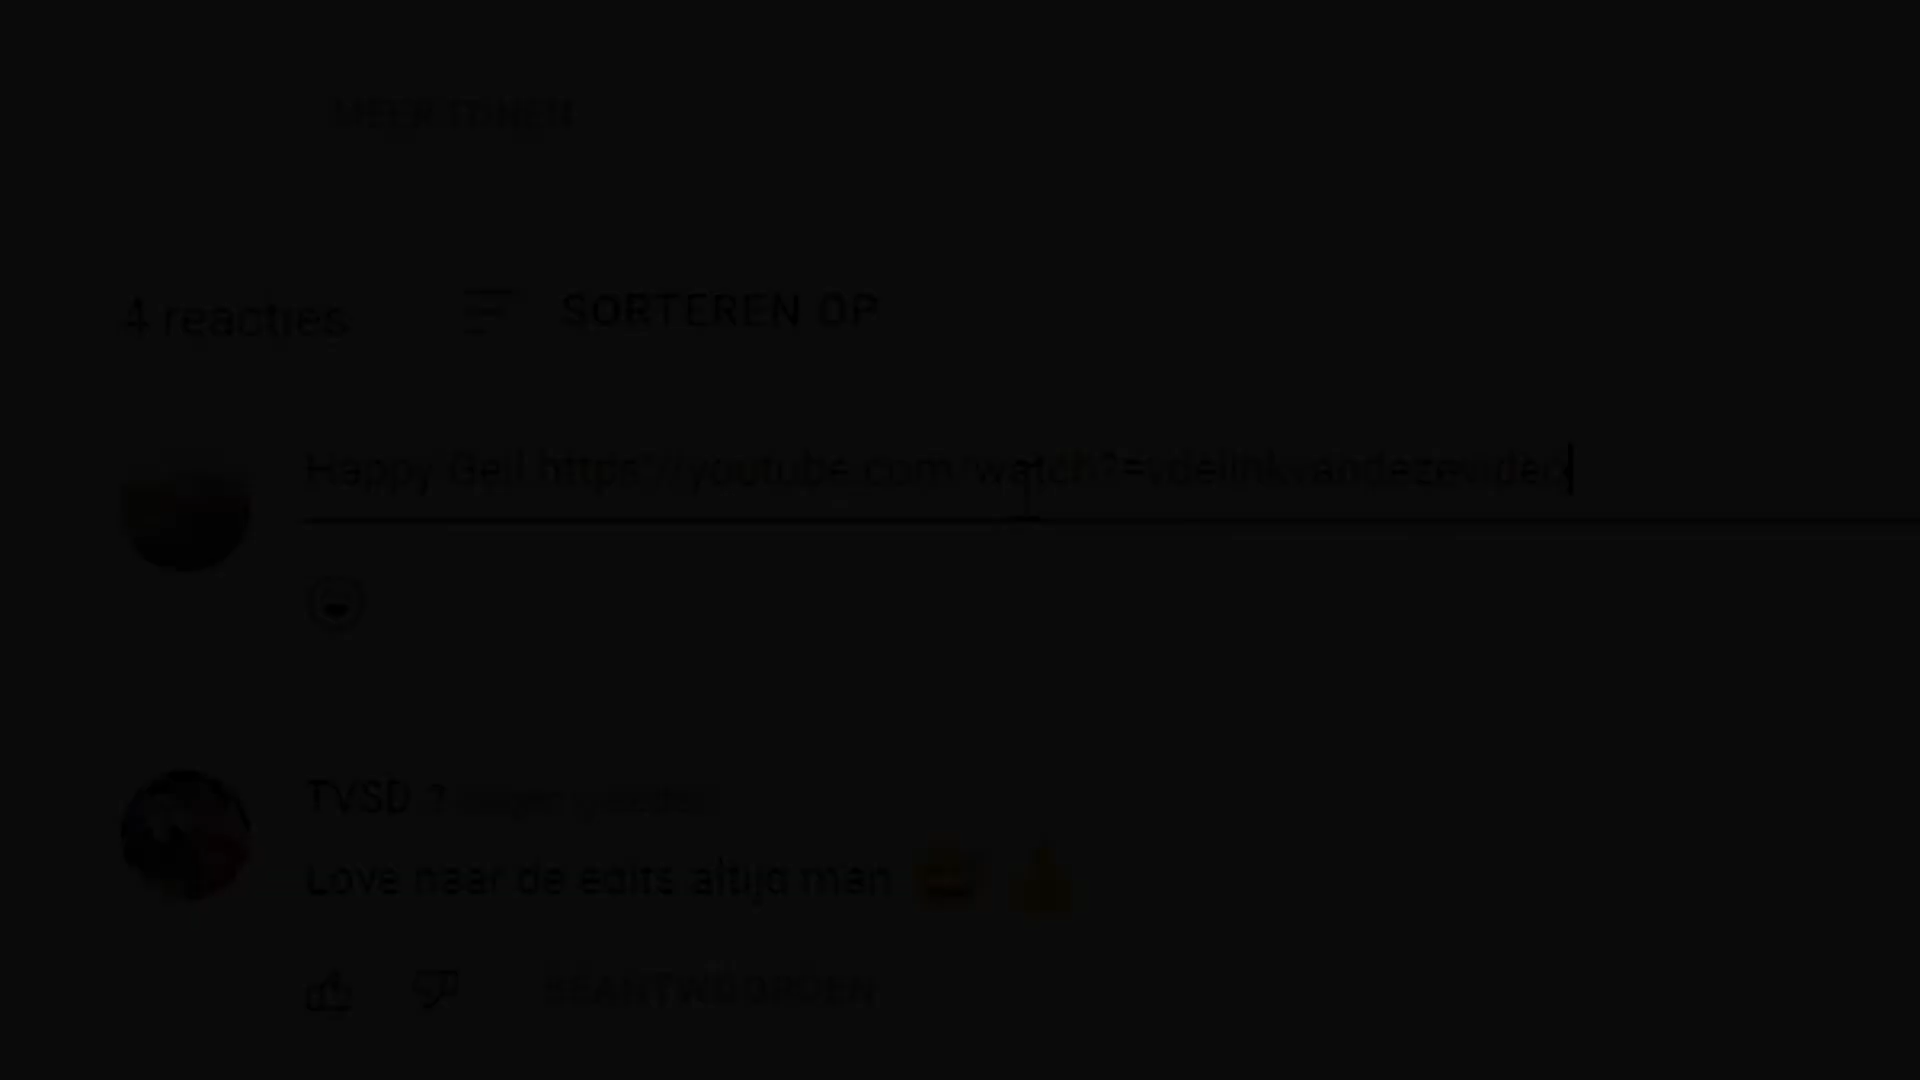 MEER TONEN
4 reacties
SORTEREN OP
Happy Geil https://youtube.com/watch?=vdelinkvandezevideo
TVSD
Love naar de edits altijd man
BEANTWOORDEN